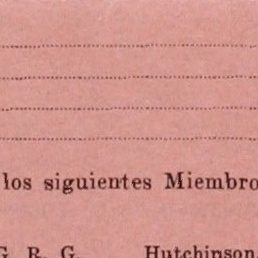 los siguientes Miembro
G. R. G. Hutchinson,